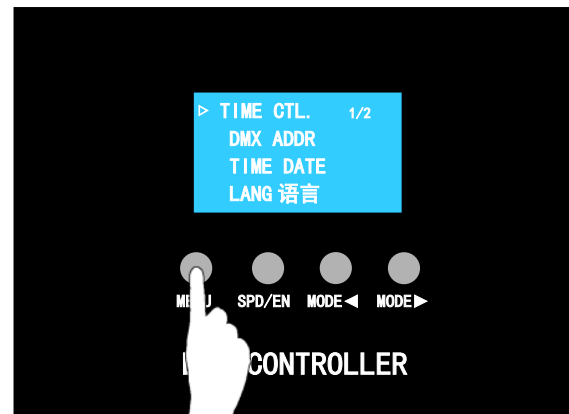 ▷ TIME CTL. 1/2
DMX ADDR
TIME DATE
LANG 语言
SPD/EN MODE◀ MODE▶
CONTROLLER